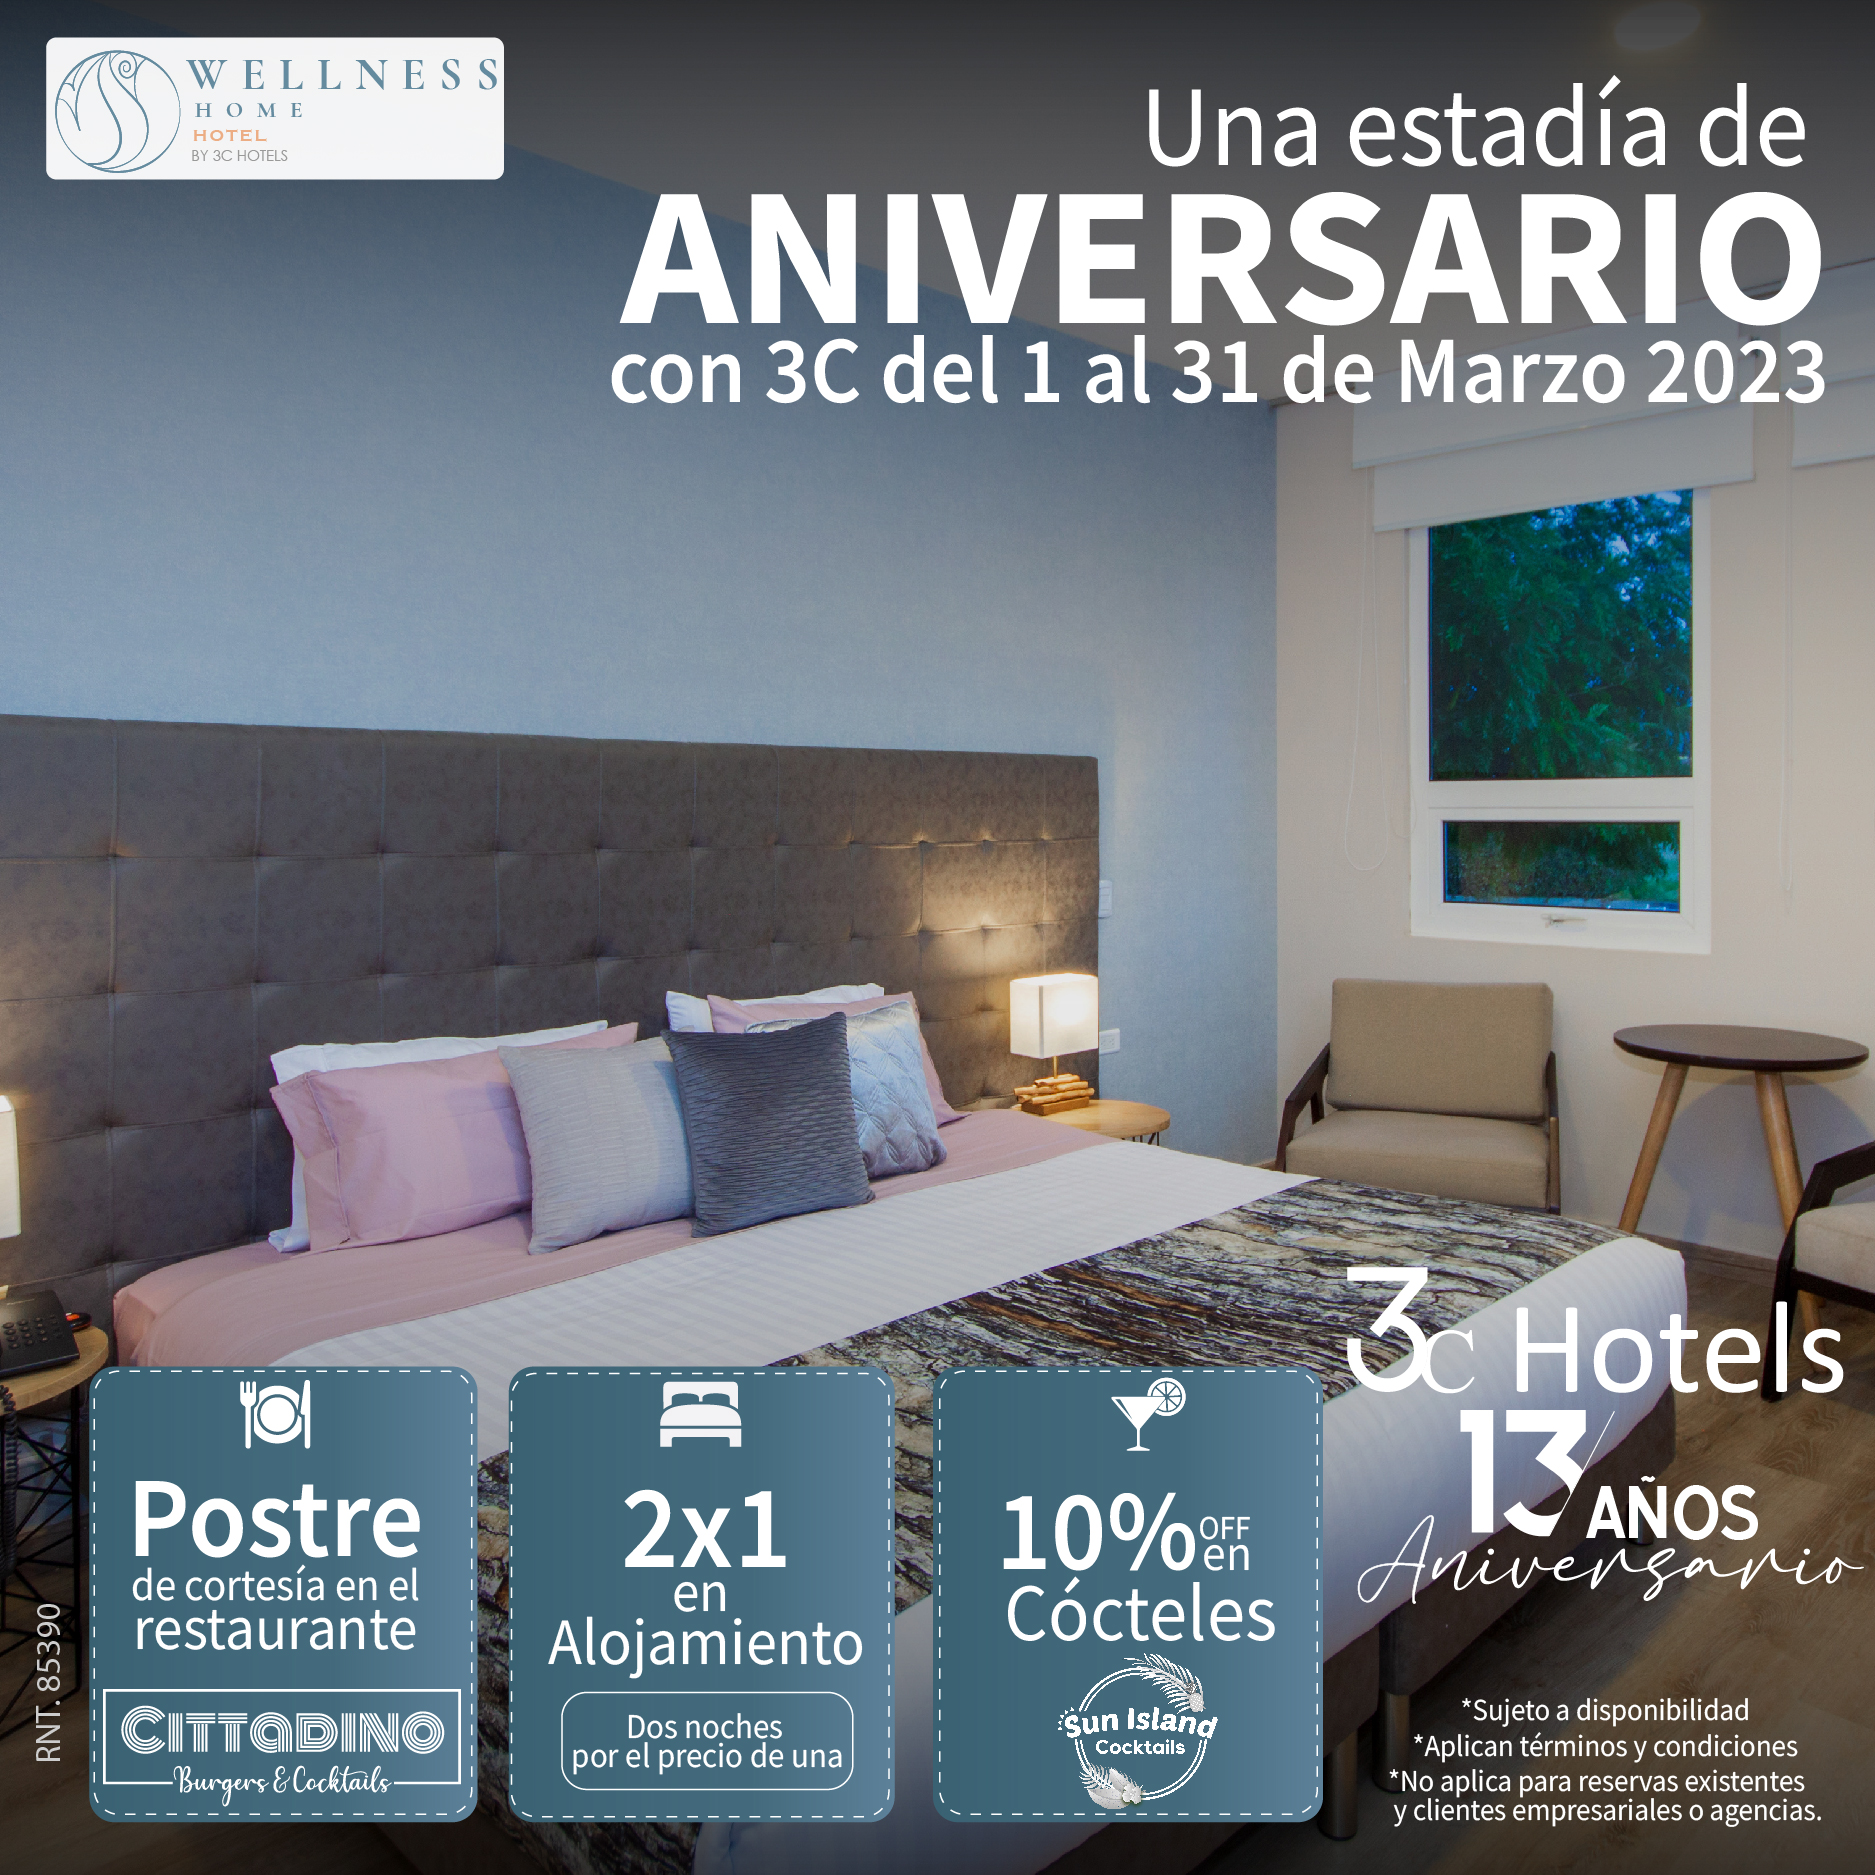 WELLNESS
HOME
HOTEL
BY 3C HOTELS
Una estadía de
ANIVERSARIO
con 3C del 1 al 31 de Marzo 2023
Postre
de cortesía en el
restaurante
CITTADINO
Burgers & Cocktails
2x1
en
Alojamiento
Dos noches
por el precio de una
10% OFF
en
Cócteles
Sun Island
Cocktails
3C Hotels
13 AÑOS
Aniversario
*Sujeto a disponibilidad
*Aplican términos y condiciones
*No aplica para reservas existentes
y clientes empresariales o agencias.
RNT. 85390